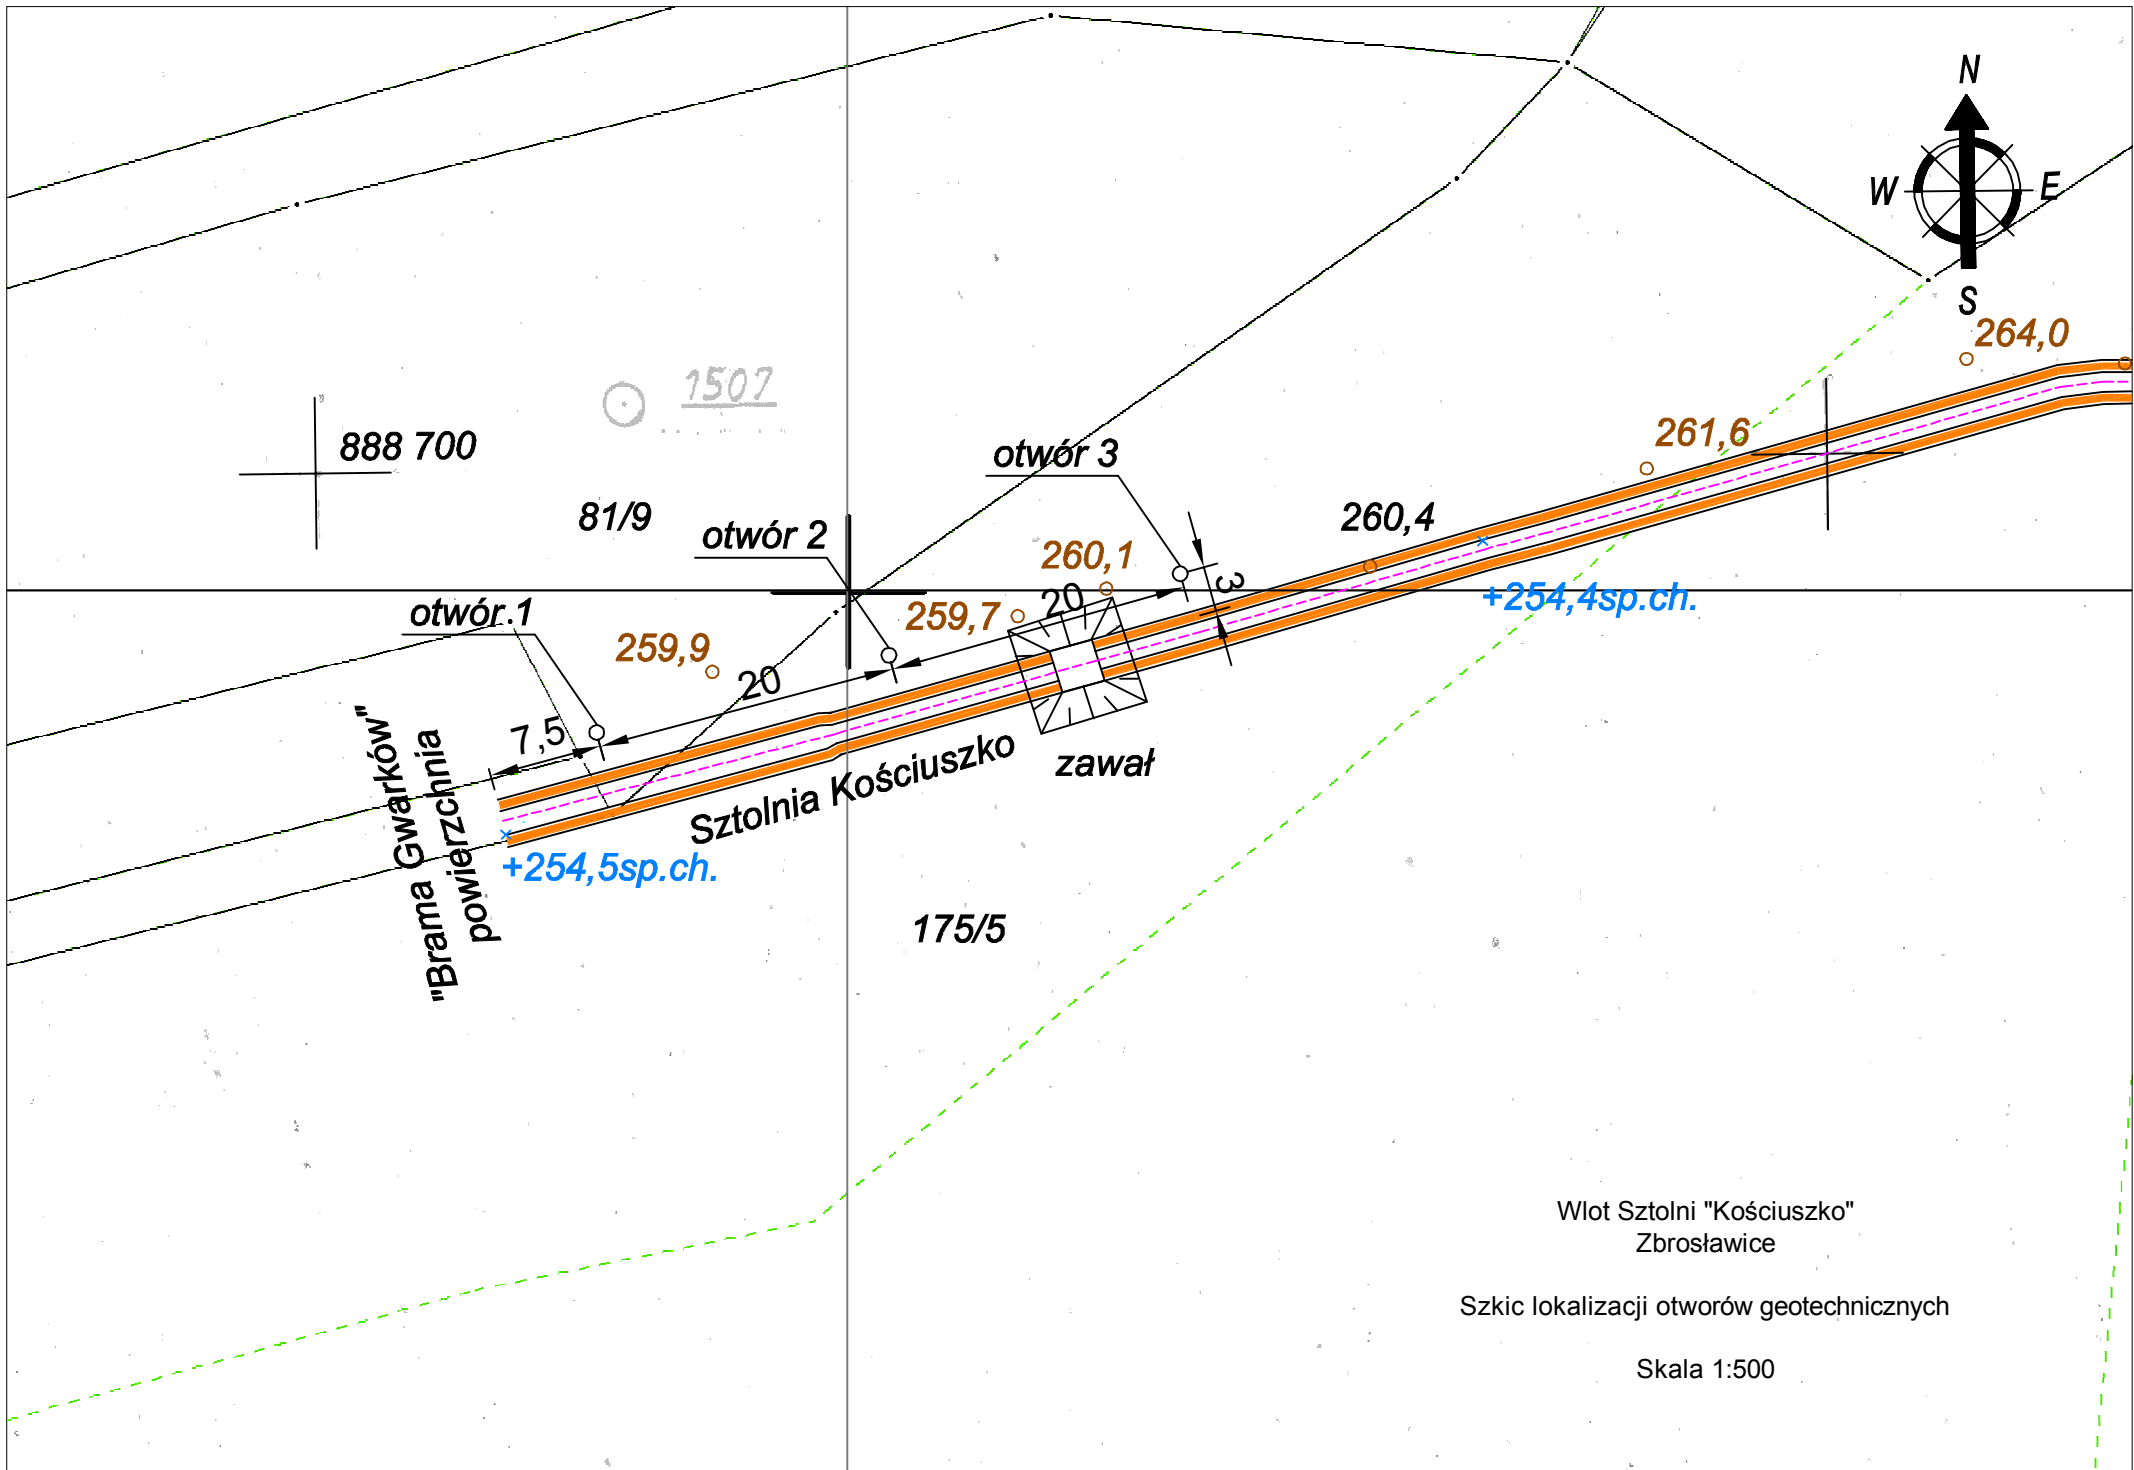 N
W
E
S
264,0
1507
261,6
888 700
otwór 3
81/9
260,4
otwór 2
260,1
3
+254,4sp.ch.
20
otwór.1
259,7
259,9
20
7,5
"Brama Gwarków"
powierzchnia
Sztolnia Kościuszko
zawał
+254,5sp.ch.
175/5
Wlot Sztolni "Kościuszko"
Zbrosławice
Szkic lokalizacji otworów geotechnicznych
Skala 1:500